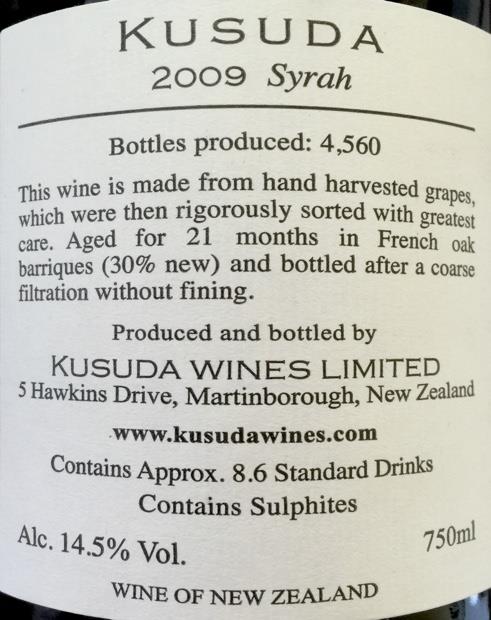 KUSUDA
2009 Syrah
Bottles produced: 4,560
This wine is made from hand harvested grapes,
which were then rigorously sorted with greatest
care. Aged for 21 months in French oak
barriques (30% new) and bottled after a coarse
filtration without fining.
Produced and bottled by
KUSUDA WINES LIMITED
5 Hawkins Drive, Martinborough, New Zealand
www.kusudawines.com
Contains Approx. 8.6 Standard Drinks
Contains Sulphites
Alc. 14.5% Vol. 750ml
WINE OF NEW ZEALAND